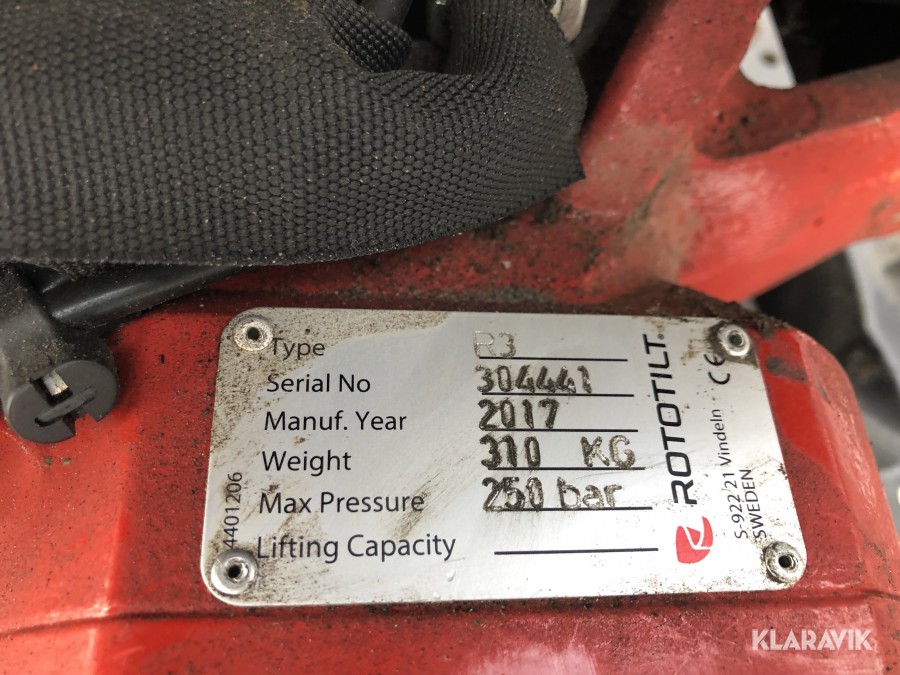 Type R3
Serial No 304441
Manuf. Year 2017
Weight 310 KG
Max Pressure 250 bar
Lifting Capacity
4401206
ROTOTILT
CE
S-922 21 Vindeln
SWEDEN
KLARAVIK